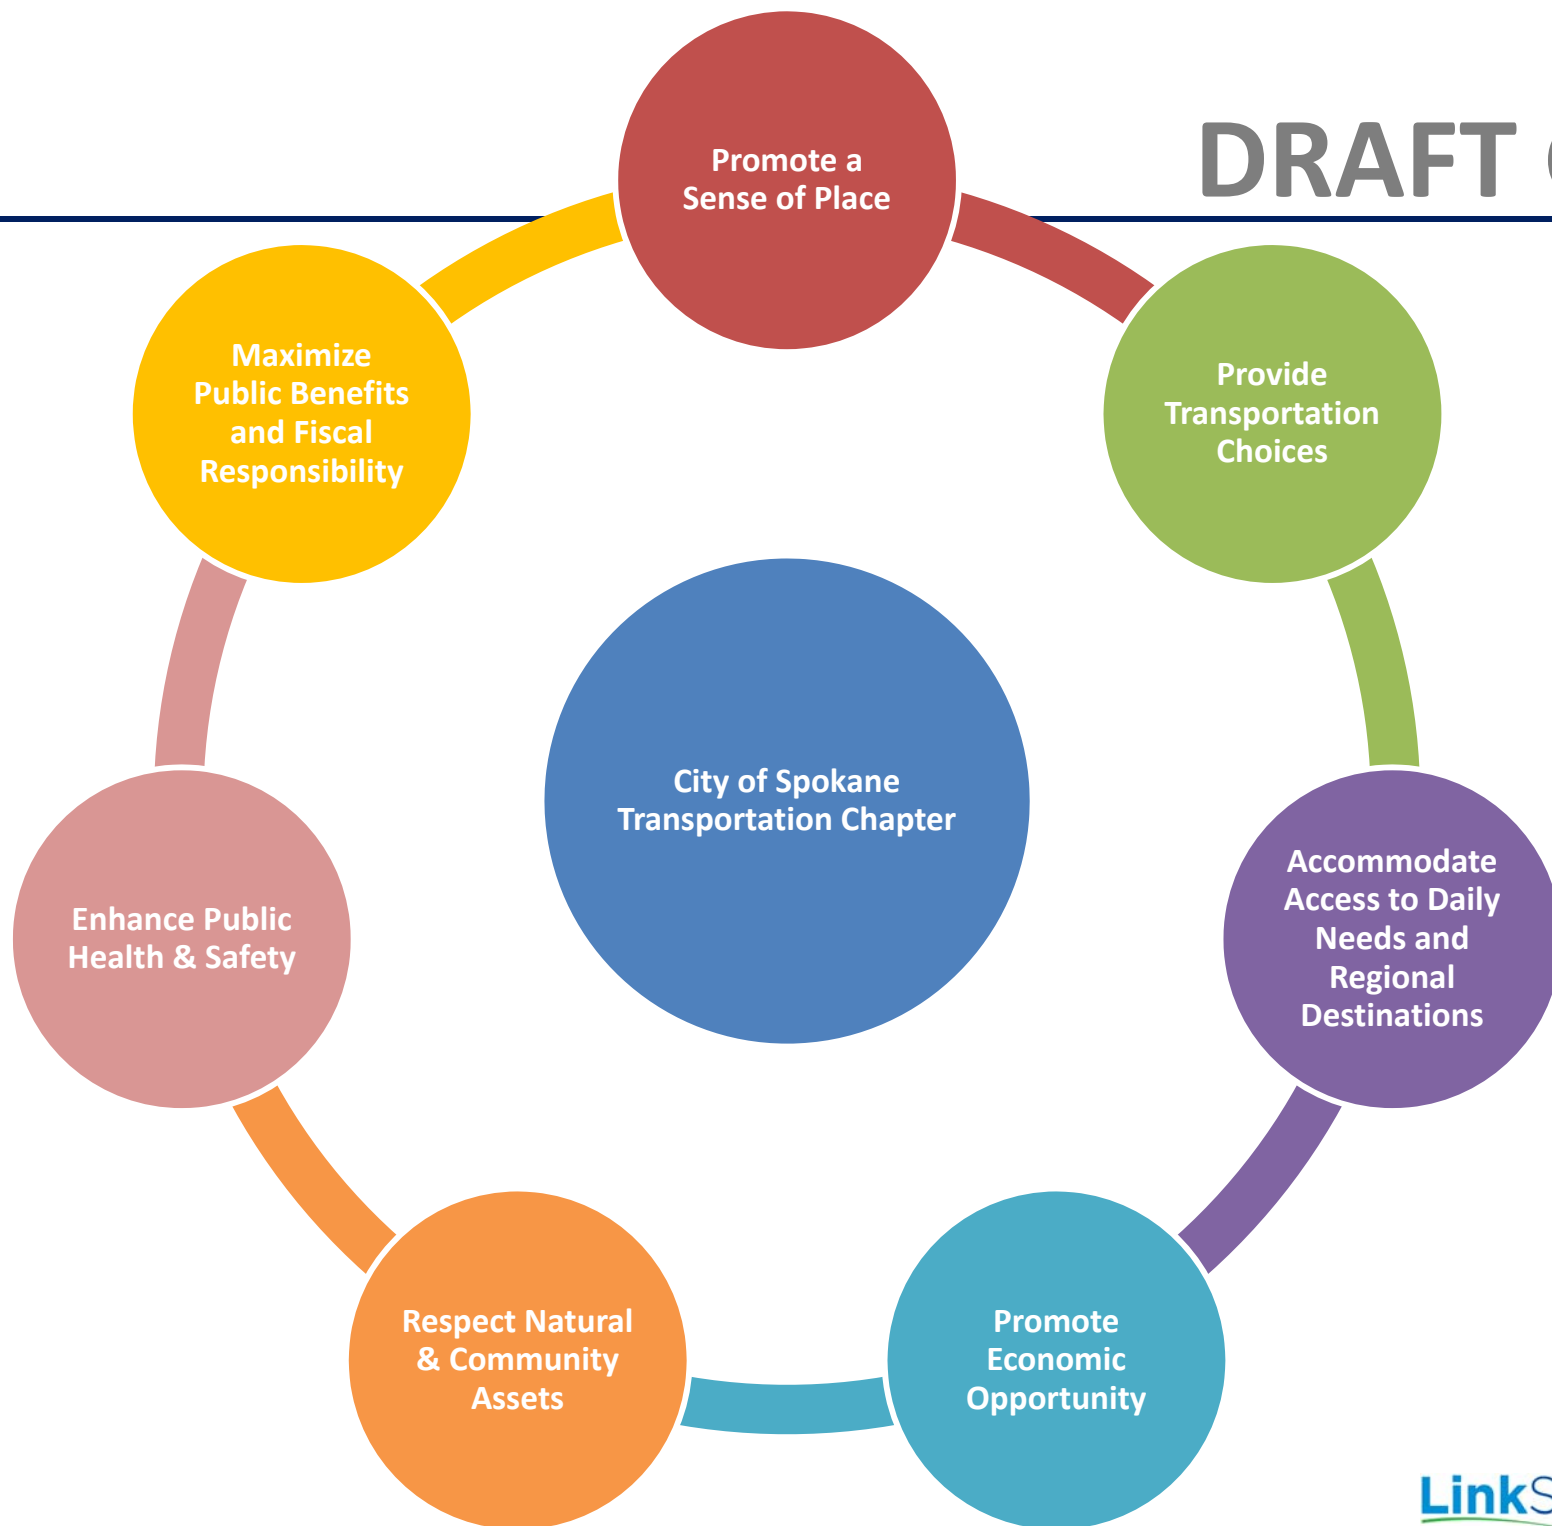 DRAFT
Promote a
Sense of Place
Provide
Transportation
Choices
Accommodate
Access to Daily
Needs and
Regional
Destinations
Promote
Economic
Opportunity
Respect Natural
& Community
Assets
Enhance Public
Health & Safety
Maximize
Public Benefits
and Fiscal
Responsibility
City of Spokane
Transportation Chapter
LinkS